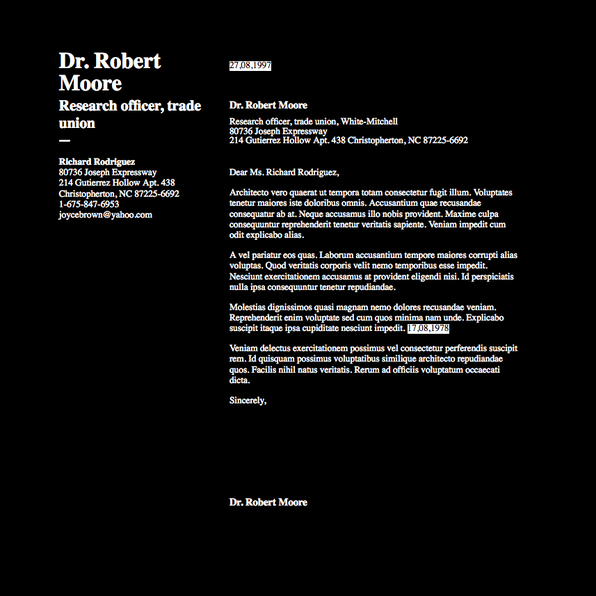 Dr. Robert
Moore
Research officer, trade
union
—
Richard Rodriguez
80736 Joseph Expressway
214 Gutierrez Hollow Apt. 438
Christopherton, NC 87225-6692
1-675-847-6953
joycebrown@yahoo.com
27,08,1997
Dr. Robert Moore
Research officer, trade union, White-Mitchell
80736 Joseph Expressway
214 Gutierrez Hollow Apt. 438 Christopherton, NC 87225-6692
Dear Ms. Richard Rodriguez,
Architecto vero quaerat ut tempora totam consectetur fugit illum. Voluptates
tenetur maiores iste doloribus omnis. Accusantium quae recusandae
consequatur ab at. Neque accusamus illo nobis provident. Maxime culpa
consequuntur reprehenderit tenetur veritatis sapiente. Veniam impedit cum
odit explicabo alias.
A vel pariatur eos quas. Laborum accusantium tempore maiores corrupti alias
voluptas. Quod veritatis corporis velit nemo temporibus esse impedit.
Nesciunt exercitationem accusamus at provident eligendi nisi. Id perspiciatis
nulla ipsa consequuntur tenetur repudiandae.
Molestias dignissimos quasi magnam nemo dolores recusandae veniam.
Reprehenderit enim voluptate sed cum quos minima nam unde. Explicabo
suscipit itaque ipsa cupiditate nesciunt impedit. 17,08,1978
Veniam delectus exercitationem possimus vel consectetur perferendis suscipit
rem. Id quisquam possimus voluptatibus similique architecto repudiandae
quos. Facilis nihil natus veritatis. Rerum ad officiis voluptatum occaecati
dicta.
Sincerely,
Dr. Robert Moore